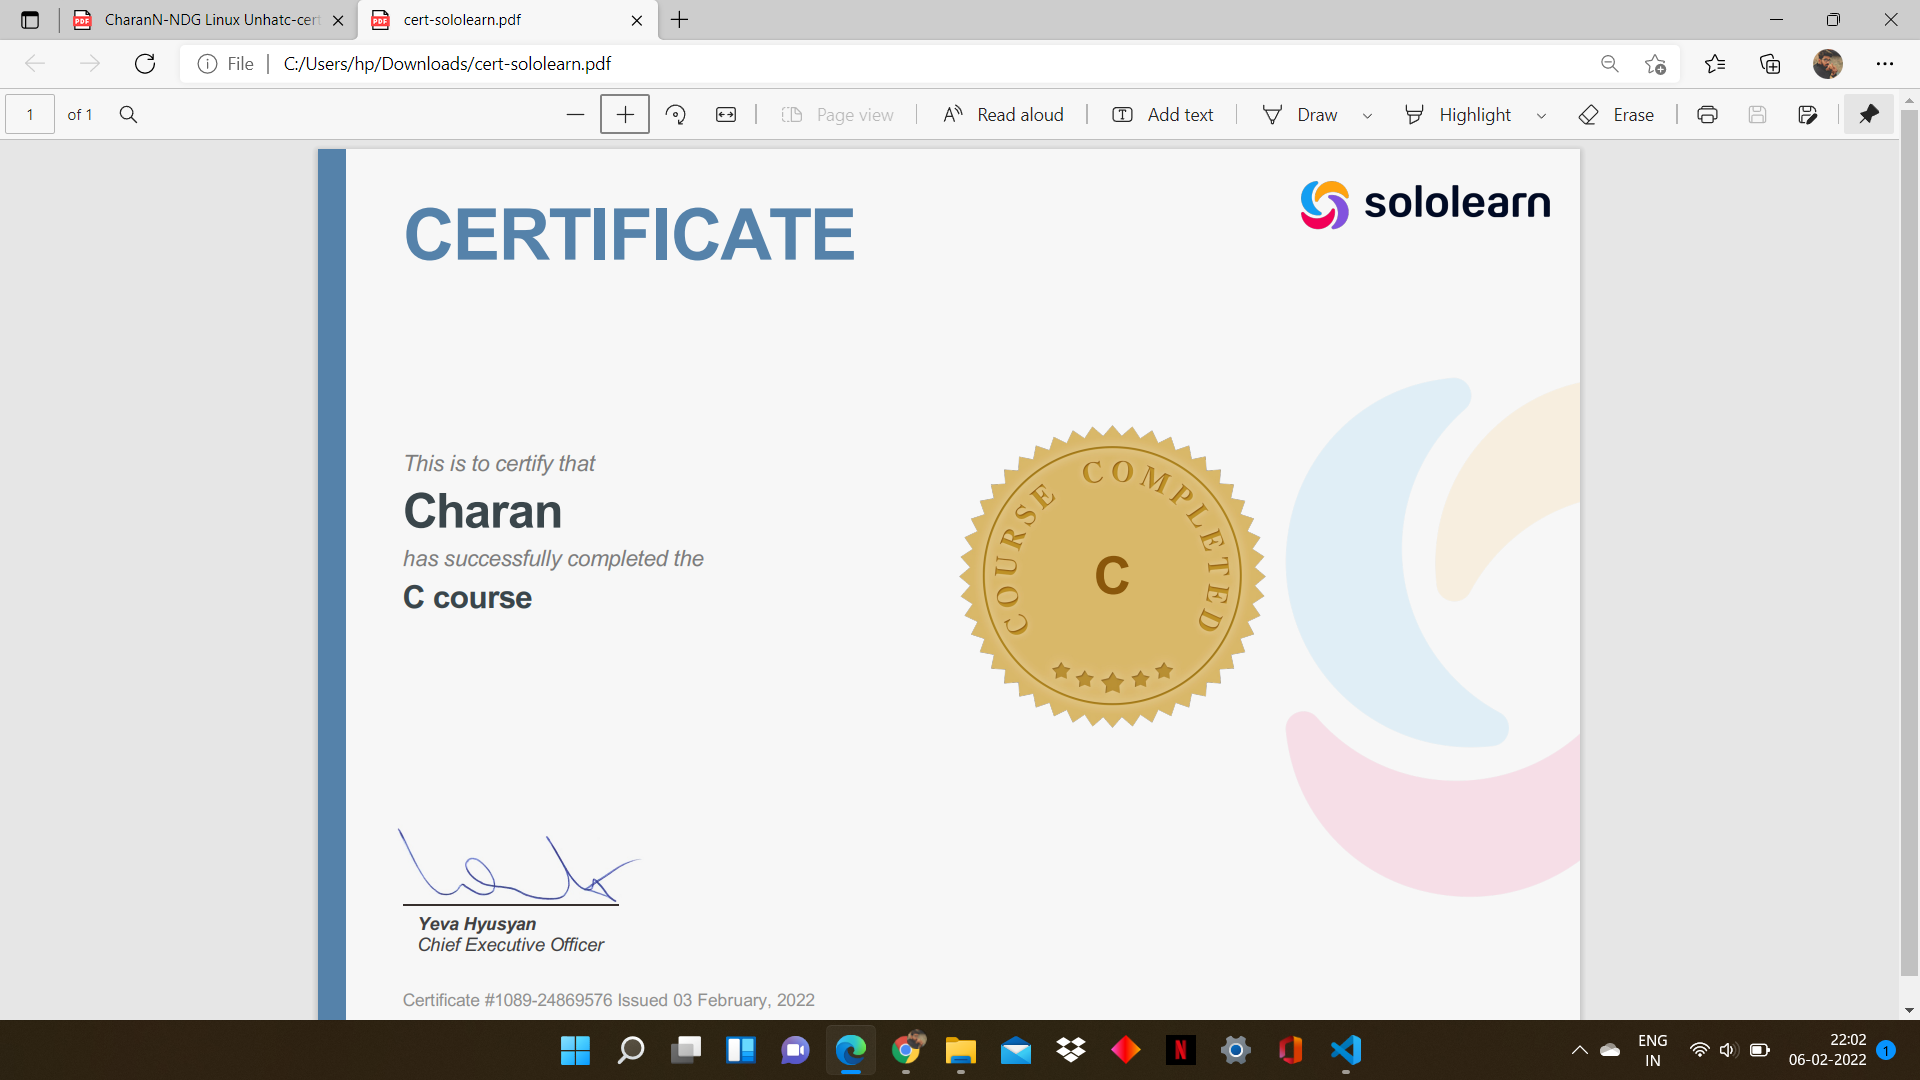 CharanN-NDG Linux Unhatc-cert
cert-sololearn.pdf
File
C:/Users/hp/Downloads/cert-sololearn.pdf
1 of 1
Page view
Read aloud
Add text
Draw
Highlight
Erase
CERTIFICATE
sololearn
This is to certify that
Charan
has successfully completed the
C course
COURSE COMPLETED
C
Yeva Hyusyan
Chief Executive Officer
Certificate #1089-24869576 Issued 03 February, 2022
ENG
IN
22:02
06-02-2022
1